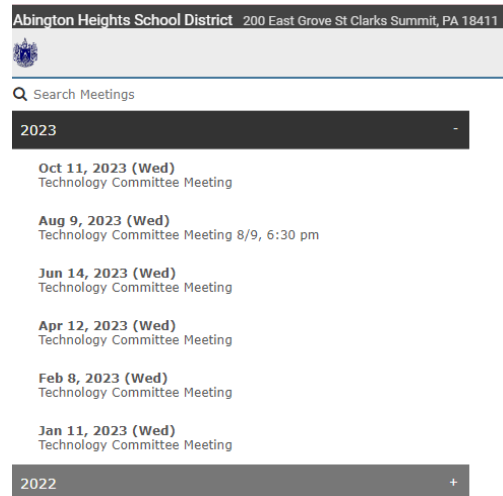 Abington Heights School District 200 East Grove St Clarks Summit, PA 18411
Search Meetings
2023 -
Oct 11, 2023 (Wed)
Technology Committee Meeting
Aug 9, 2023 (Wed)
Technology Committee Meeting 8/9, 6:30 pm
Jun 14, 2023 (Wed)
Technology Committee Meeting
Apr 12, 2023 (Wed)
Technology Committee Meeting
Feb 8, 2023 (Wed)
Technology Committee Meeting
Jan 11, 2023 (Wed)
Technology Committee Meeting
2022 +